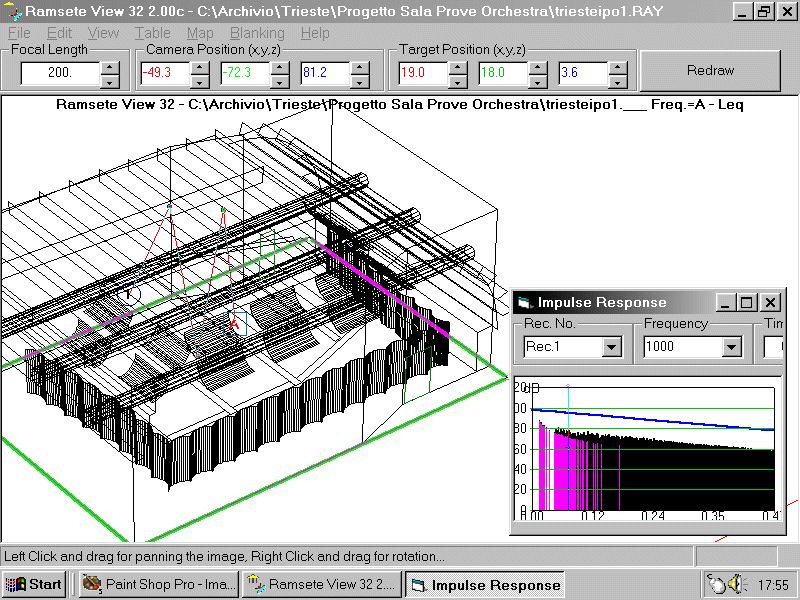 Ramsete View 32 2.00c - C:\Archivio\Trieste\Progetto Sala Prove Orchestra\triesteipo1.RAY
File Edit View Table Map Blanking Help
Focal Length Camera Position (x,y,z) Target Position (x,y,z)
200. -49.3 -72.3 81.2 19.0 18.0 3.6 Redraw
Ramsete View 32 - C:\Archivio\Trieste\Progetto Sala Prove Orchestra\triesteipo1.___ Freq.=A - Leq
A
Impulse Response
Rec. No. Frequency Tim
Rec.1 1000
20 dB
00
80
60
40
20
0.00 0.12 0.24 0.35 0.47
Left Click and drag for panning the image, Right Click and drag for rotation...
Start Paint Shop Pro - Ima... Ramsete View 32 2.... Impulse Response 17:55